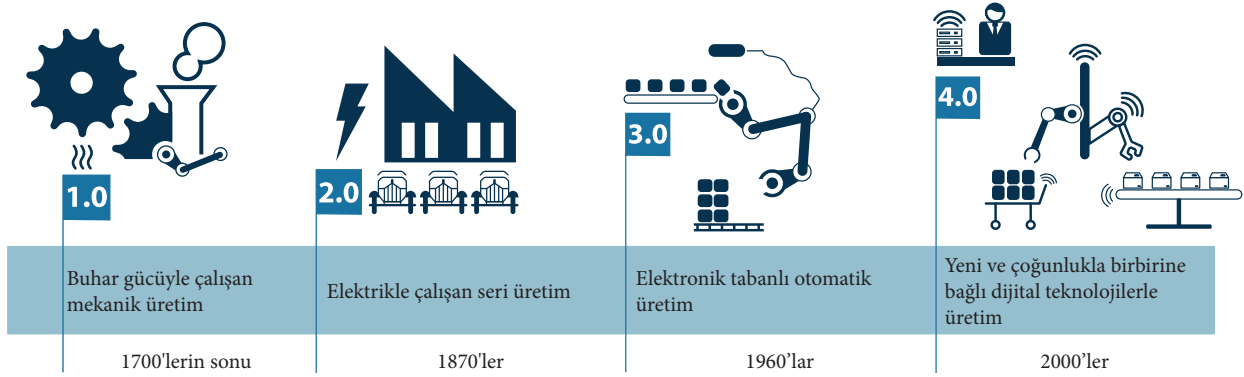 1.0
Buhar gücüyle çalışan
mekanik üretim
1700'lerin sonu
2.0
Elektrikle çalışan seri üretim
1870'ler
3.0
Elektronik tabanlı otomatik
üretim
1960’lar
4.0
Yeni ve çoğunlukla birbirine
bağlı dijital teknolojilerle
üretim
2000’ler